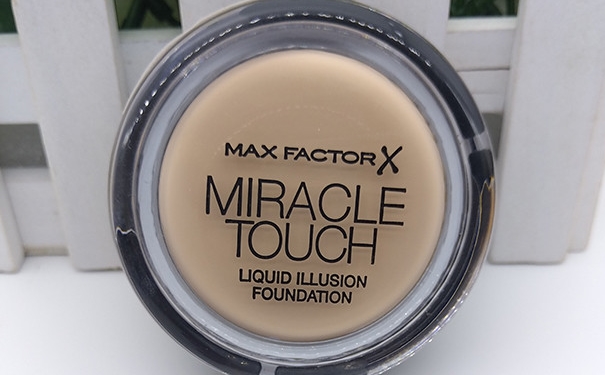 MAX FACTOR X
MIRACLE
TOUCH
LIQUID ILLUSION
FOUNDATION